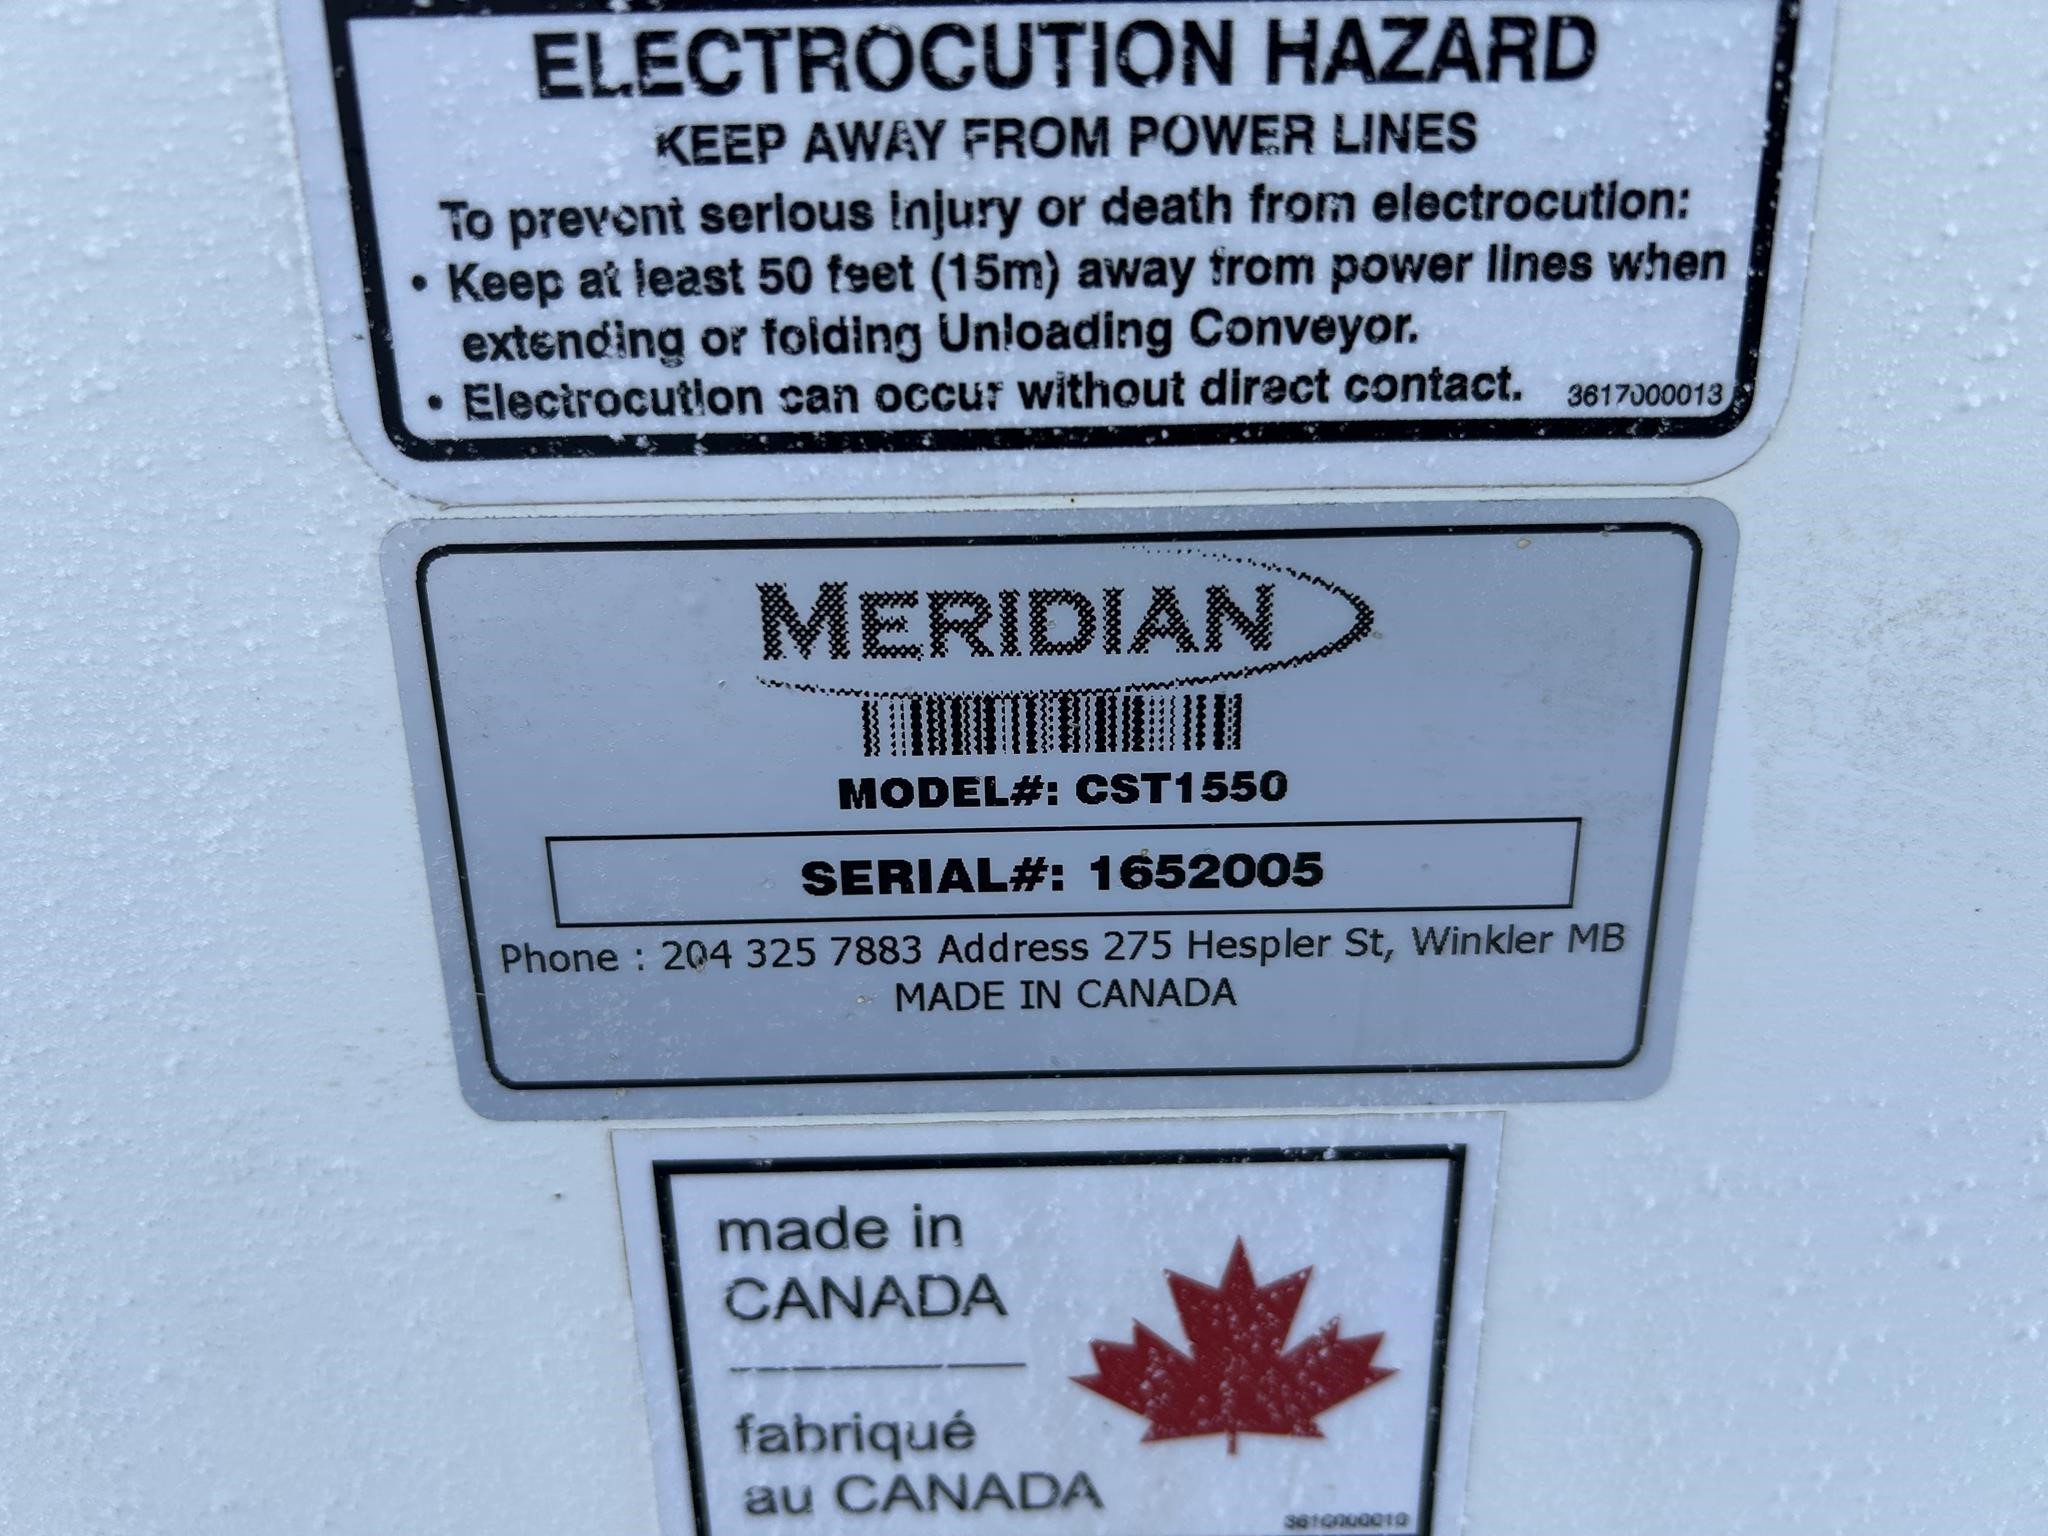 ELECTROCUTION HAZARD
KEEP AWAY FROM POWER LINES
To prevent serious injury or death from electrocution:
• Keep at least 50 feet (15m) away from power lines when
extending or folding Unloading Conveyor.
• Electrocution can occur without direct contact. 3617000013
MERIDIAN
MODEL#: CST1550
SERIAL#: 1652005
Phone : 204 325 7883 Address 275 Hespler St, Winkler MB
MADE IN CANADA
made in
CANADA
fabriqué
au CANADA